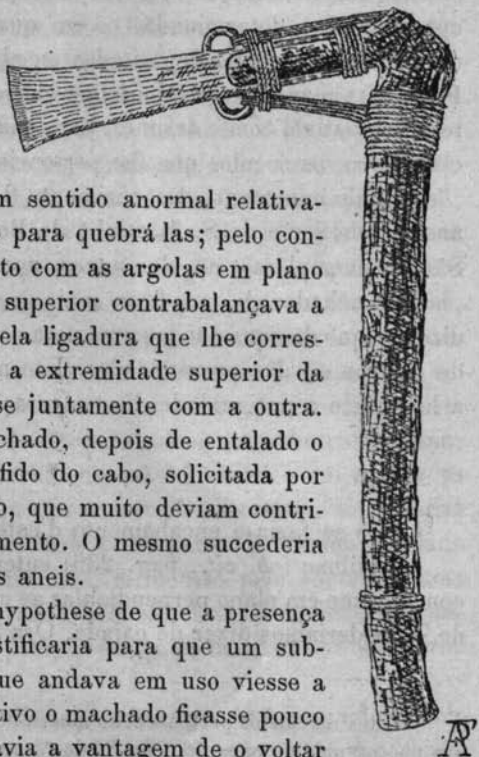 m sentido anormal relativa-
para quebrá las; pelo con-
to com as argolas em plano
superior contrabalançava a
ela ligadura que lhe corres-
a extremidade superior da
se juntamente com a outra.
chado, depois de entalado o
fido do cabo, solicitada por
o, que muito deviam contri-
mento. O mesmo succederia
s aneis.
hypothese de que a presença
stificaria para que um sub-
ue andava em uso viesse a
tivo o machado ficasse pouco
avia a vantagem de o voltar